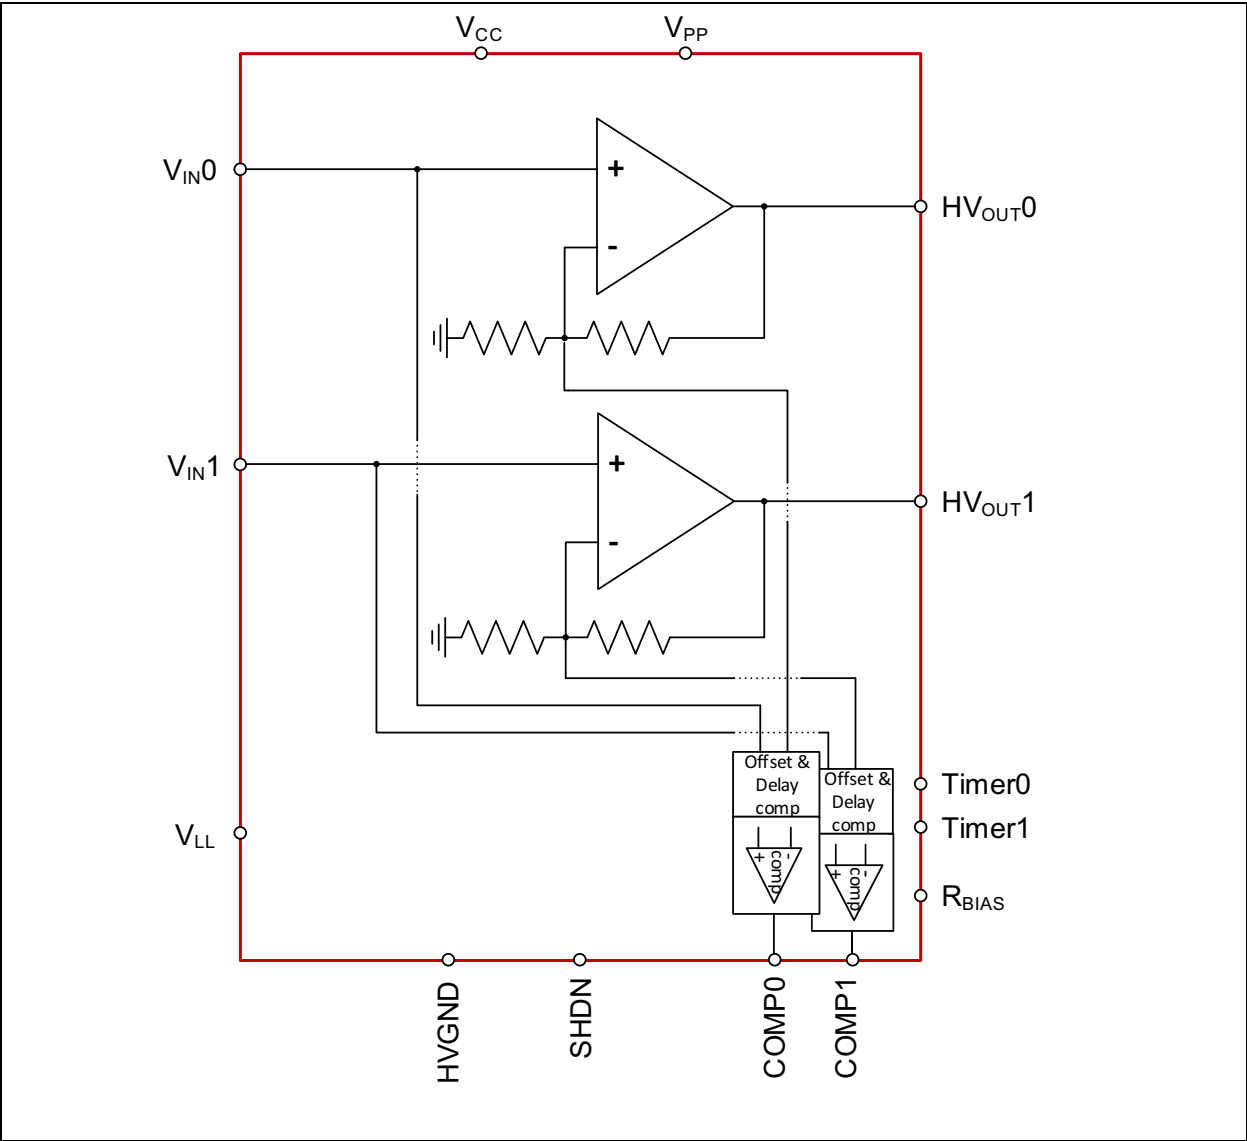 VCC
VPP
VIN0
+
HVOUT0
-
VIN1
+
HVOUT1
-
Offset &
Delay
comp
Offset &
Delay
comp
Timer0
Timer1
VLL
+ -
comp
+ -
comp
RBIAS
HVGND
SHDN
COMP0
COMP1